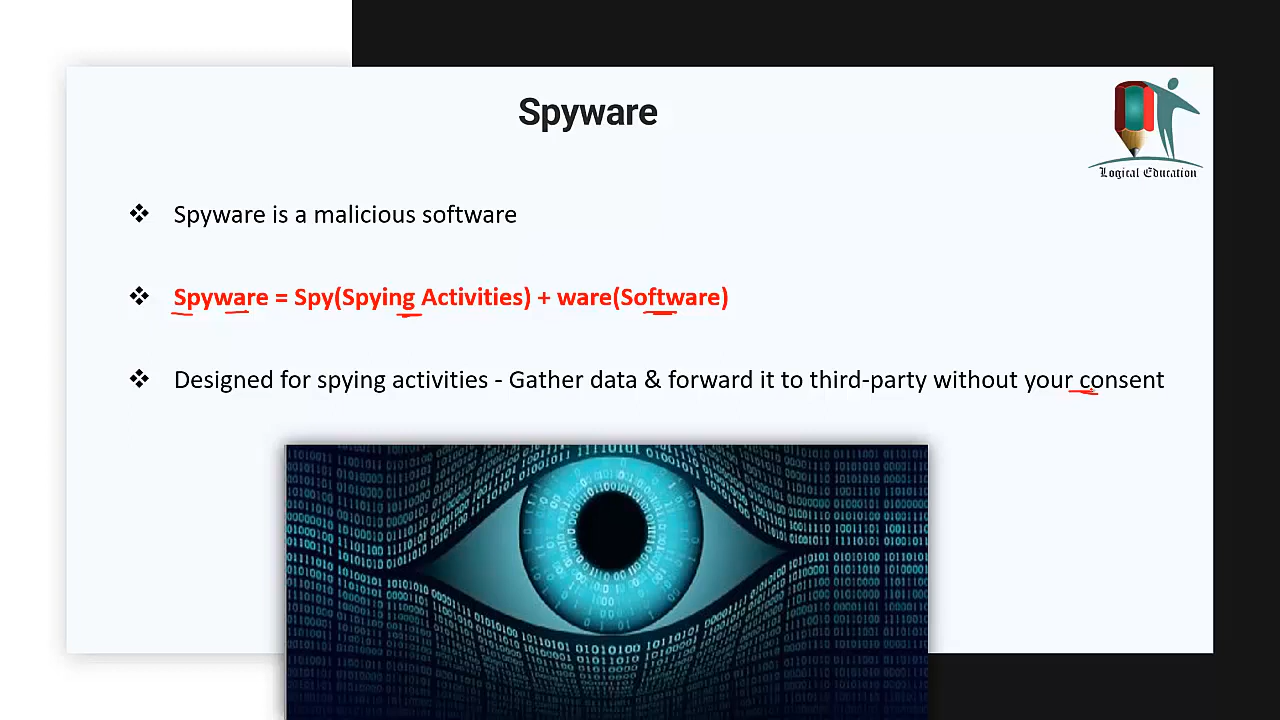 Spyware
Logical Education
❖ Spyware is a malicious software
❖ Spyware = Spy(Spying Activities) + ware(Software)
❖ Designed for spying activities - Gather data & forward it to third-party without your consent